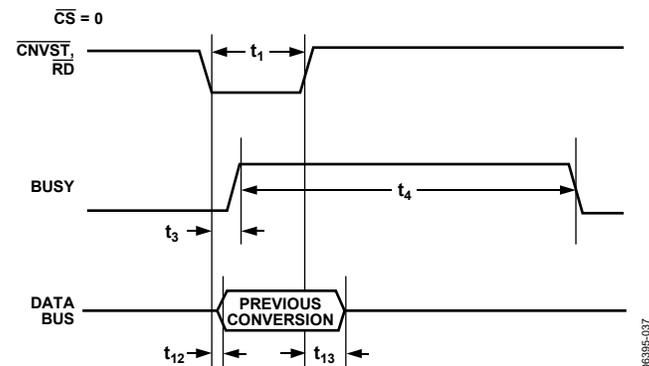 CS = 0
CNVST,
RD
t1
BUSY
t4
t3
DATA
BUS
PREVIOUS
CONVERSION
t12
t13
06395-037